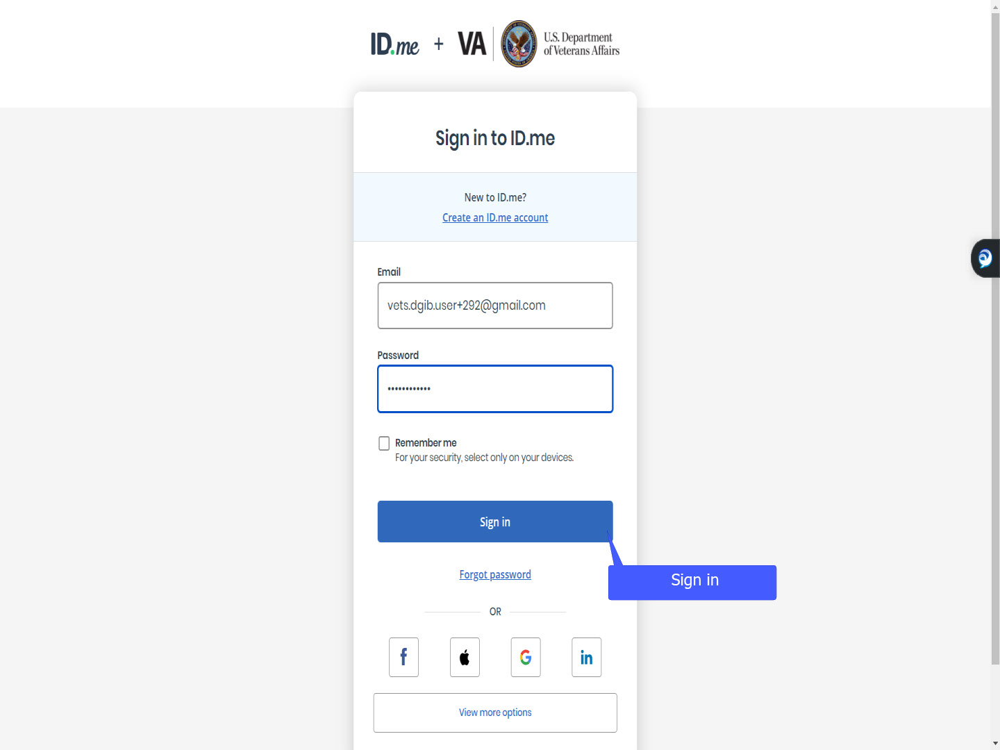 ID.me + VA
U.S. Department
of Veterans Affairs
Sign in to ID.me
New to ID.me?
Create an ID.me account
Email
vets.dgib.user+292@gmail.com
Password
••••••••••••
Remember me
For your security, select only on your devices.
Sign in
Forgot password
Sign in
OR
f
G
in
View more options